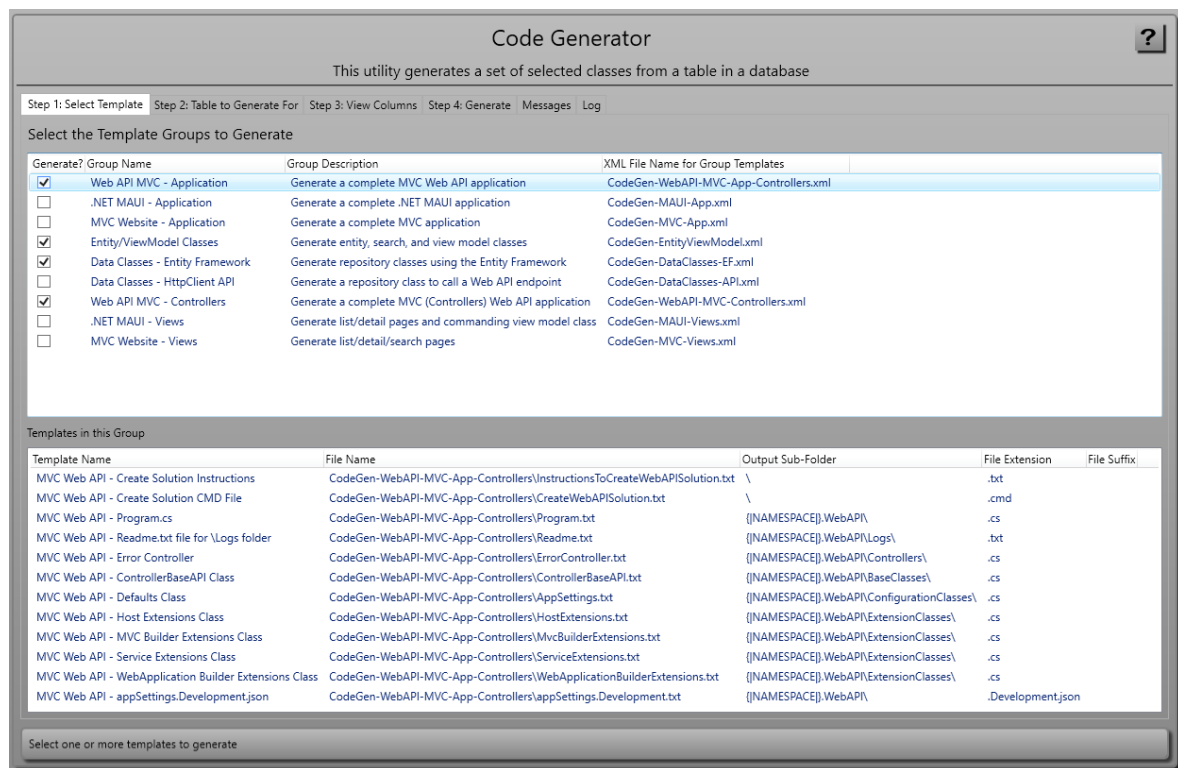 Code Generator
?
This utility generates a set of selected classes from a table in a database
Step 1: Select Template Step 2: Table to Generate For Step 3: View Columns Step 4: Generate Messages Log
Select the Template Groups to Generate
Generate? Group Name Group Description XML File Name for Group Templates
Web API MVC - Application Generate a complete MVC Web API application CodeGen-WebAPI-MVC-App-Controllers.xml
.NET MAUI - Application Generate a complete .NET MAUI application CodeGen-MAUI-App.xml
MVC Website - Application Generate a complete MVC application CodeGen-MVC-App.xml
Entity/ViewModel Classes Generate entity, search, and view model classes CodeGen-EntityViewModel.xml
Data Classes - Entity Framework Generate repository classes using the Entity Framework CodeGen-DataClasses-EF.xml
Data Classes - HttpClient API Generate a repository class to call a Web API endpoint CodeGen-DataClasses-API.xml
Web API MVC - Controllers Generate a complete MVC (Controllers) Web API application CodeGen-WebAPI-MVC-Controllers.xml
.NET MAUI - Views Generate list/detail pages and commanding view model class CodeGen-MAUI-Views.xml
MVC Website - Views Generate list/detail/search pages CodeGen-MVC-Views.xml
Templates in this Group
Template Name File Name Output Sub-Folder File Extension File Suffix
MVC Web API - Create Solution Instructions CodeGen-WebAPI-MVC-App-Controllers\InstructionsToCreateWebAPISolution.txt \ .txt
MVC Web API - Create Solution CMD File CodeGen-WebAPI-MVC-App-Controllers\CreateWebAPISolution.txt \ .cmd
MVC Web API - Program.cs CodeGen-WebAPI-MVC-App-Controllers\Program.txt {|NAMESPACE|}.WebAPI\ .cs
MVC Web API - Readme.txt file for \Logs folder CodeGen-WebAPI-MVC-App-Controllers\Readme.txt {|NAMESPACE|}.WebAPI\Logs\ .txt
MVC Web API - Error Controller CodeGen-WebAPI-MVC-App-Controllers\ErrorController.txt {|NAMESPACE|}.WebAPI\Controllers\ .cs
MVC Web API - ControllerBaseAPI Class CodeGen-WebAPI-MVC-App-Controllers\ControllerBaseAPI.txt {|NAMESPACE|}.WebAPI\BaseClasses\ .cs
MVC Web API - Defaults Class CodeGen-WebAPI-MVC-App-Controllers\AppSettings.txt {|NAMESPACE|}.WebAPI\ConfigurationClasses\ .cs
MVC Web API - Host Extensions Class CodeGen-WebAPI-MVC-App-Controllers\HostExtensions.txt {|NAMESPACE|}.WebAPI\ExtensionClasses\ .cs
MVC Web API - MVC Builder Extensions Class CodeGen-WebAPI-MVC-App-Controllers\MvcBuilderExtensions.txt {|NAMESPACE|}.WebAPI\ExtensionClasses\ .cs
MVC Web API - Service Extensions Class CodeGen-WebAPI-MVC-App-Controllers\ServiceExtensions.txt {|NAMESPACE|}.WebAPI\ExtensionClasses\ .cs
MVC Web API - WebApplication Builder Extensions Class CodeGen-WebAPI-MVC-App-Controllers\WebApplicationBuilderExtensions.txt {|NAMESPACE|}.WebAPI\ExtensionClasses\ .cs
MVC Web API - appSettings.Development.json CodeGen-WebAPI-MVC-App-Controllers\appSettings.Development.txt {|NAMESPACE|}.WebAPI\ .Development.json
Select one or more templates to generate